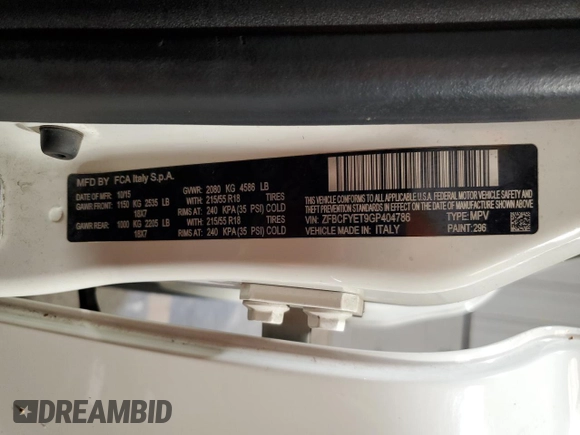 MFD BY FCA Italy S.p.A.
DATE OF MFR: 10/15 GVWR: 2080 KG 4586 LB
GAWR FRONT: 1150 KG 2535 LB WITH: 215/55 R18 TIRES
18X7 RIMS AT: 240 KPA (35 PSI) COLD
GAWR REAR: 1000 KG 2205 LB WITH: 215/55 R18 TIRES
18X7 RIMS AT: 240 KPA (35 PSI) COLD
THIS VEHICLE CONFORMS TO ALL APPLICABLE U.S.A. FEDERAL MOTOR
VEHICLE SAFETY STANDARDS IN EFFECT ON THE DATE OF
MANUFACTURE SHOWN ABOVE.
VIN: ZFBCFYET9GP404786 TYPE: MPV
VEHICLE MADE IN: ITALY PAINT: 296
DREAMBID